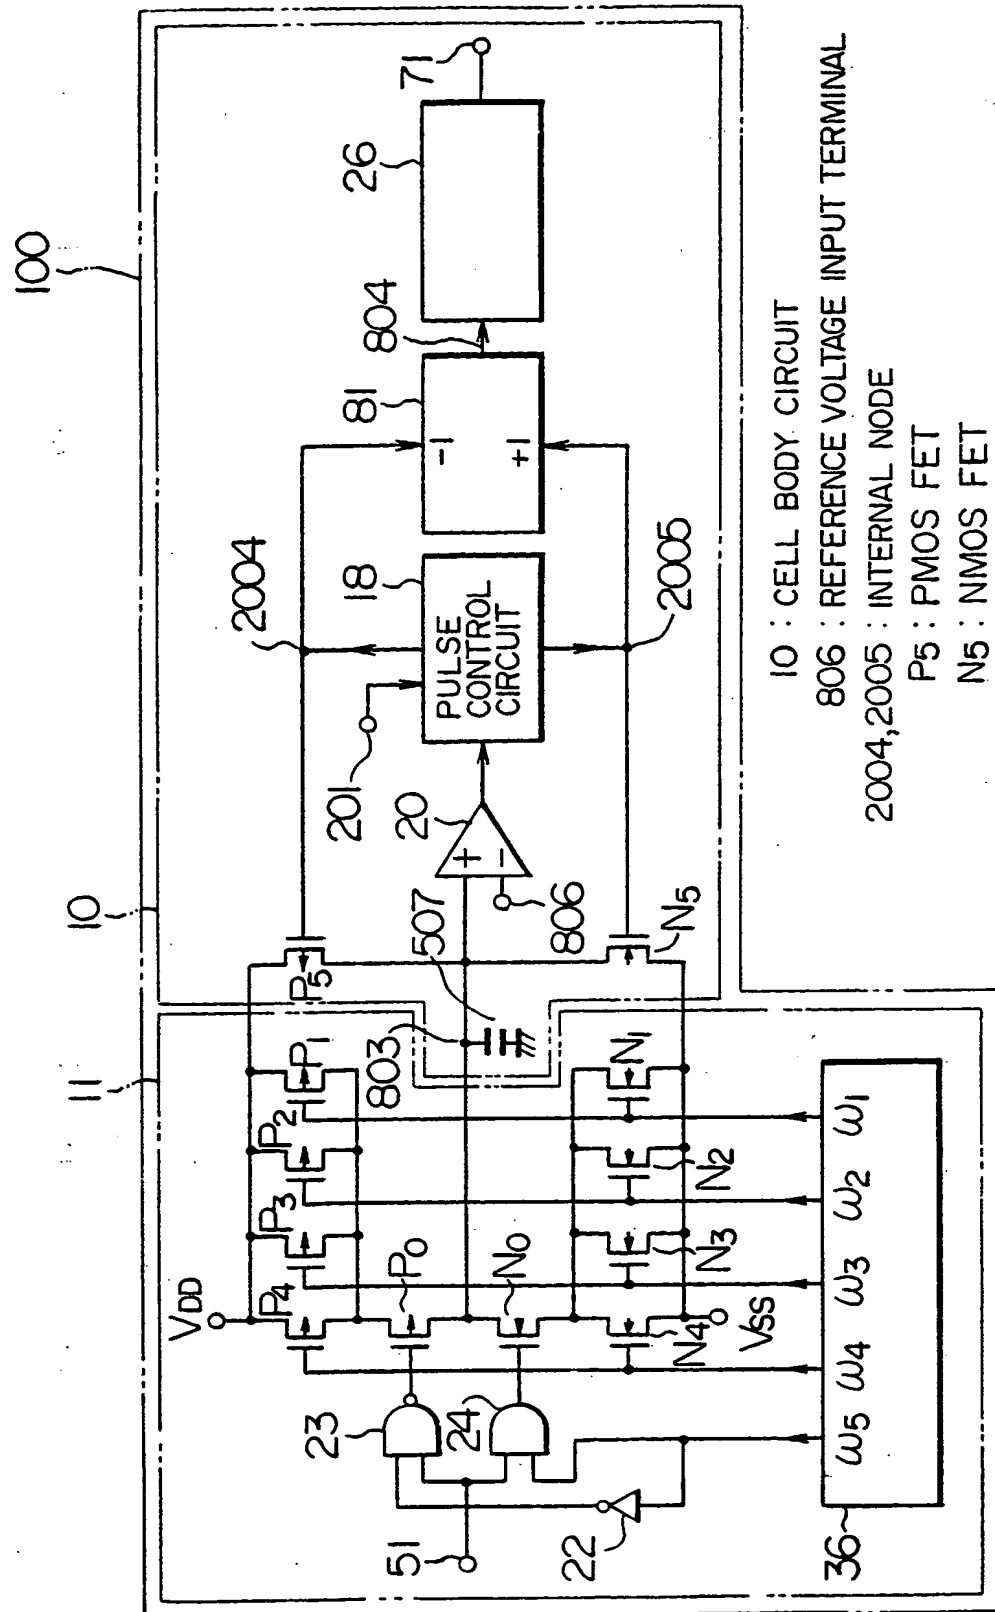 100
10
11
2004
18
PULSE
CONTROL
CIRCUIT
201
20
806
507
803
81
-1
+1
804
26
71
2005
P5
N5
P1
P2
P3
P4
P0
VDD
N0
N1
N2
N3
N4
VSS
23
24
51
22
36
ω1
ω2
ω3
ω4
ω5
+
−
10 : CELL BODY CIRCUIT
806 : REFERENCE VOLTAGE INPUT TERMINAL
2004,2005 : INTERNAL NODE
P5 : PMOS FET
N5 : NMOS FET